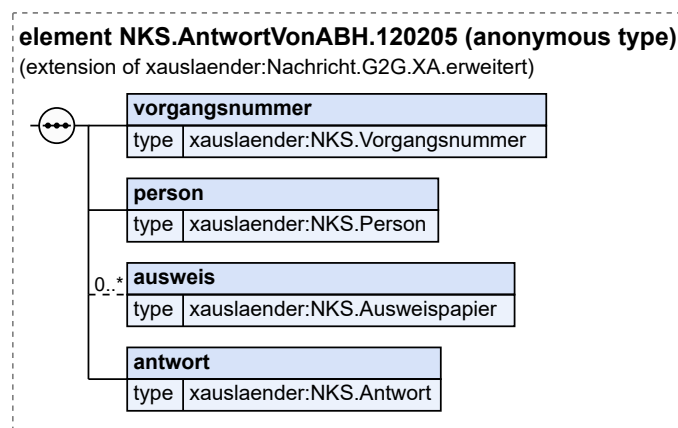 element NKS.AntwortVonABH.120205 (anonymous type)
(extension of xauslaender:Nachricht.G2G.XA.erweitert)
vorgangsnummer
type xauslaender:NKS.Vorgangsnummer
person
type xauslaender:NKS.Person
0..* ausweis
type xauslaender:NKS.Ausweispapier
antwort
type xauslaender:NKS.Antwort